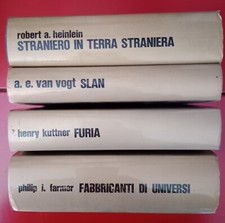 robert a. heinlein
STRANIERO IN TERRA STRANIERA
a. e. van vogt SLAN
henry kuttner FURIA
philip i. farmer FABBRICANTI DI UNIVERSI